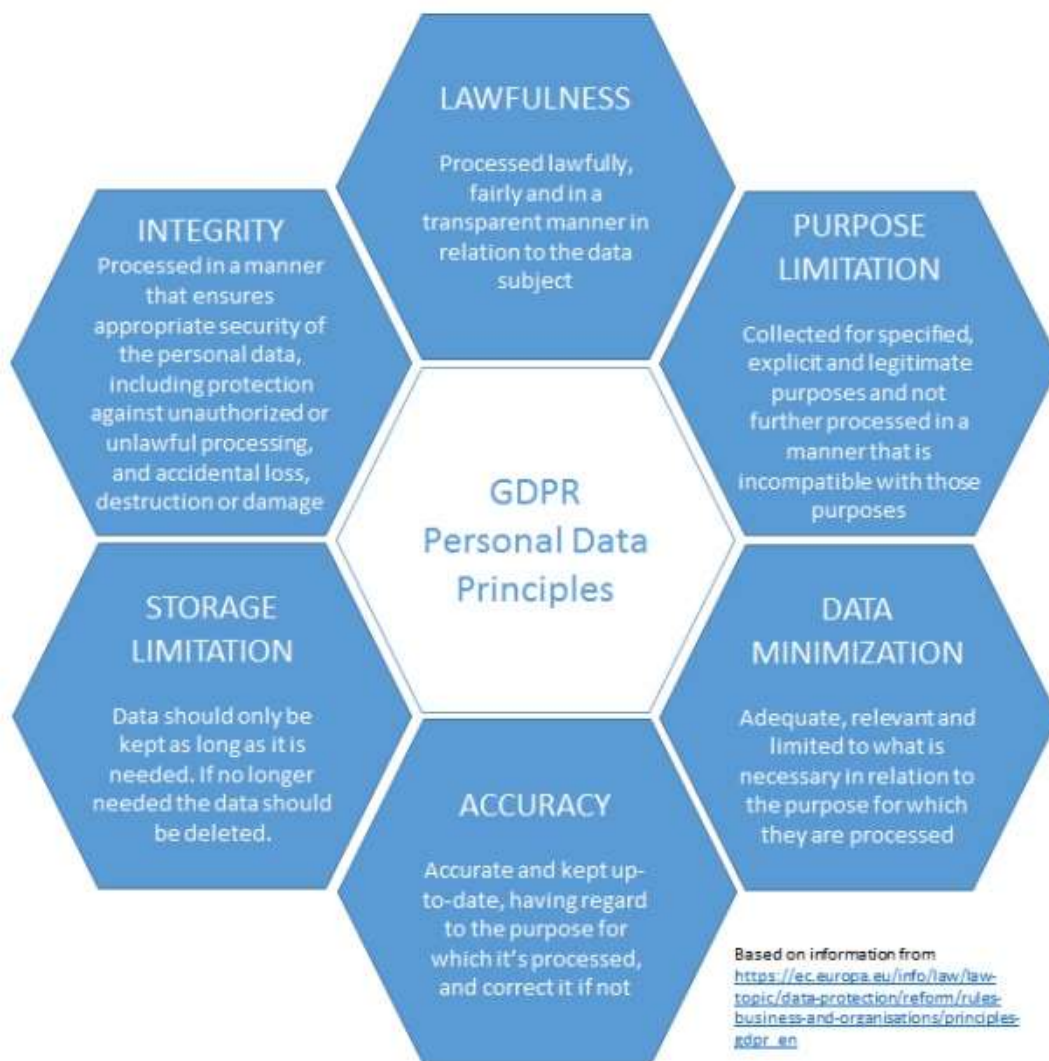 LAWFULNESS
Processed lawfully,
fairly and in a
transparent manner in
relation to the data
subject
PURPOSE
LIMITATION
Collected for specified,
explicit and legitimate
purposes and not
further processed in a
manner that is
incompatible with those
purposes
DATA
MINIMIZATION
Adequate, relevant and
limited to what is
necessary in relation to
the purpose for which
they are processed
ACCURACY
Accurate and kept up-
to-date, having regard
to the purpose for
which it's processed,
and correct it if not
STORAGE
LIMITATION
Data should only be
kept as long as it is
needed. If no longer
needed the data should
be deleted.
INTEGRITY
Processed in a manner
that ensures
appropriate security of
the personal data,
including protection
against unauthorized or
unlawful processing,
and accidental loss,
destruction or damage
GDPR
Personal Data
Principles
Based on information from
https://ec.europa.eu/info/law/law-
topic/data-protection/reform/rules-
business-and-organisations/principles-
gdpr_en